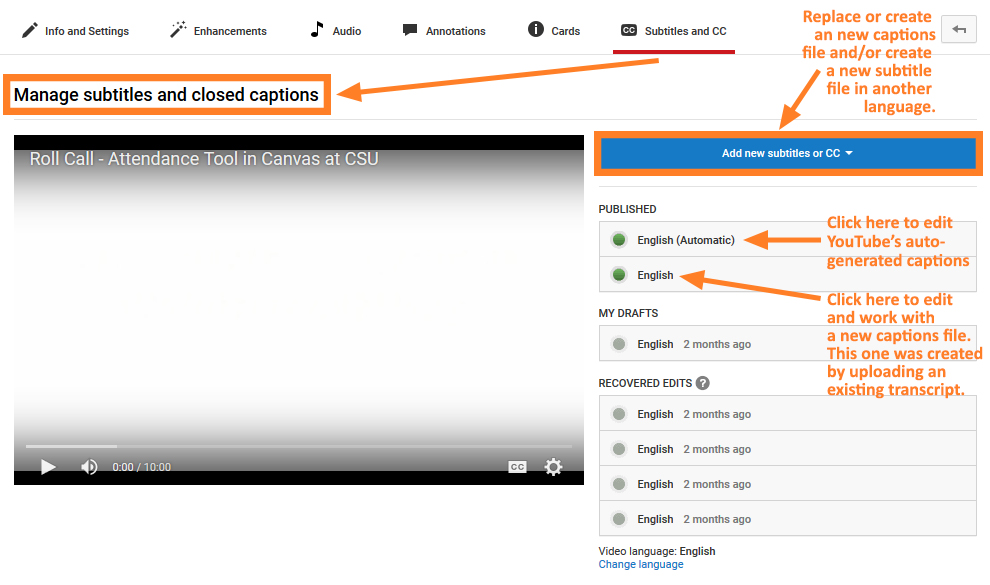 Info and Settings
Enhancements
Audio
Annotations
Cards
CC Subtitles and CC
Replace or create
an new captions
file and/or create
a new subtitle
file in another
language.
Manage subtitles and closed captions
Roll Call - Attendance Tool in Canvas at CSU
0:00 / 10:00
CC
Add new subtitles or CC
PUBLISHED
English (Automatic)
Click here to edit
YouTube's auto-
generated captions
English
Click here to edit
and work with
a new captions file.
This one was created
by uploading an
existing transcript.
MY DRAFTS
English 2 months ago
RECOVERED EDITS ?
English 2 months ago
English 2 months ago
English 2 months ago
English 2 months ago
Video language: English
Change language